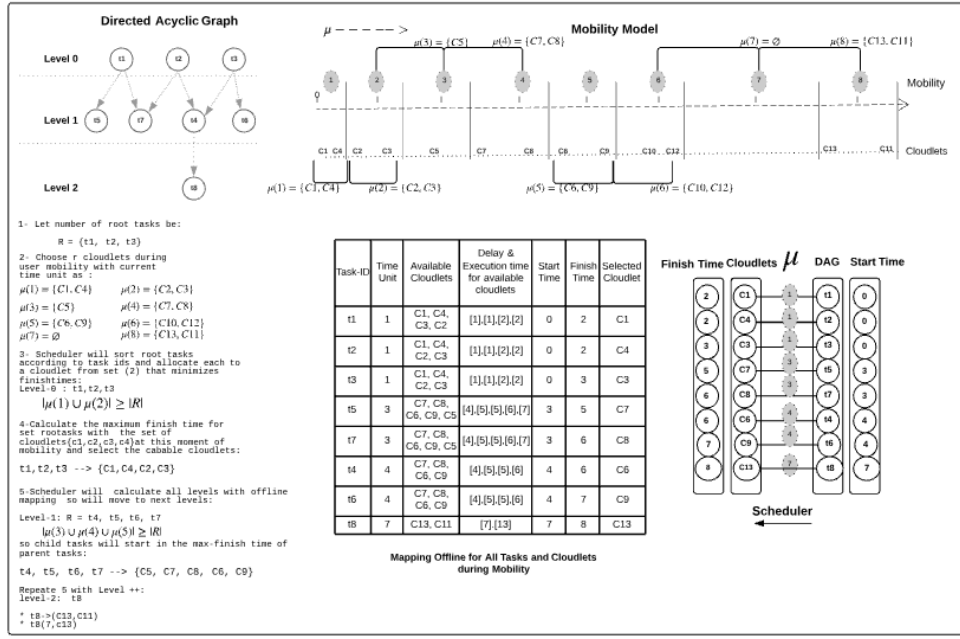 Directed Acyclic Graph
Level 0
t1
t2
t3
Level 1
t5
t7
t4
t6
Level 2
t8
μ
Mobility Model
μ(3) = {C5}
μ(4) = {C7, C8}
μ(7) = ∅
μ(8) = {C13, C11}
1
2
3
4
5
6
7
8
Mobility
0
C1 C4 C2 C3 C5 C7 C8 C6 C9 C10 C12 C13 C11
Cloudlets
μ(1) = {C1, C4}
μ(2) = {C2, C3}
μ(5) = {C6, C9}
μ(6) = {C10, C12}
1- Let number of root tasks be:
R = {t1, t2, t3}
2- Choose r cloudlets during
user mobility with current
time unit as :
μ(1) = {C1, C4} μ(2) = {C2, C3}
μ(3) = {C5} μ(4) = {C7, C8}
μ(5) = {C6, C9} μ(6) = {C10, C12}
μ(7) = ∅ μ(8) = {C13, C11}
3- Scheduler will sort root tasks
according to task ids and allocate each to
a cloudlet from set (2) that minimizes
finishtimes:
Level-0 : t1,t2,t3
|μ(1) ∪ μ(2)| ≥ |R|
4-Calculate the maximum finish time for
set rootasks with the set of
cloudlets{c1,c2,c3,c4}at this moment of
mobility and select the cabable cloudlets:
t1,t2,t3 --> {C1,C4,C2,C3}
5-Scheduler will calculate all levels with offline
mapping so will move to next levels:
Level-1: R = t4, t5, t6, t7
|μ(3) ∪ μ(4) ∪ μ(5)| ≥ |R|
so child tasks will start in the max-finish time of
parent tasks:
t4, t5, t6, t7 --> {C5, C7, C8, C6, C9}
Repeat 5 with Level ++:
level-2: t8
* t8->(C13,C11)
* t8(7,c13)
Task-ID
Time
Unit
Available
Cloudlets
Delay &
Execution time
for available
cloudlets
Start
Time
Finish
Time
Selected
Cloudlet
t1 1 C1, C4, C3, C2 [1],[1],[2],[2] 0 2 C1
t2 1 C1, C4, C2, C3 [1],[1],[2],[2] 0 2 C4
t3 1 C1, C4, C2, C3 [1],[1],[2],[2] 0 3 C3
t5 3 C7, C8, C6, C9, C5 [4],[5],[5],[6],[7] 3 5 C7
t7 3 C7, C8, C6, C9, C5 [4],[5],[5],[6],[7] 3 6 C8
t4 4 C7, C8, C6, C9 [4],[5],[5],[6] 4 6 C6
t6 4 C7, C8, C6, C9 [4],[5],[5],[6] 4 7 C9
t8 7 C13, C11 [7],[13] 7 8 C13
Mapping Offline for All Tasks and Cloudlets
during Mobility
Finish Time Cloudlets μ DAG Start Time
2 C1 1 t1 0
2 C4 1 t2 0
3 C3 1 t3 0
5 C7 3 t5 3
6 C8 3 t7 3
6 C6 4 t4 4
7 C9 4 t6 4
8 C13 7 t8 7
Scheduler